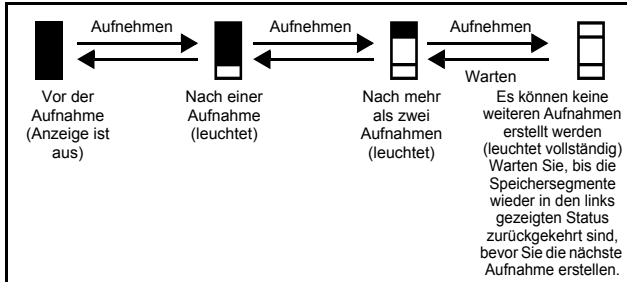 Aufnehmen
Aufnehmen
Aufnehmen
Warten
Vor der
Aufnahme
(Anzeige ist
aus)
Nach einer
Aufnahme
(leuchtet)
Nach mehr
als zwei
Aufnahmen
(leuchtet)
Es können keine
weiteren Aufnahmen
erstellt werden
(leuchtet vollständig)
Warten Sie, bis die
Speichersegmente
wieder in den links
gezeigten Status
zurückgekehrt sind,
bevor Sie die nächste
Aufnahme erstellen.